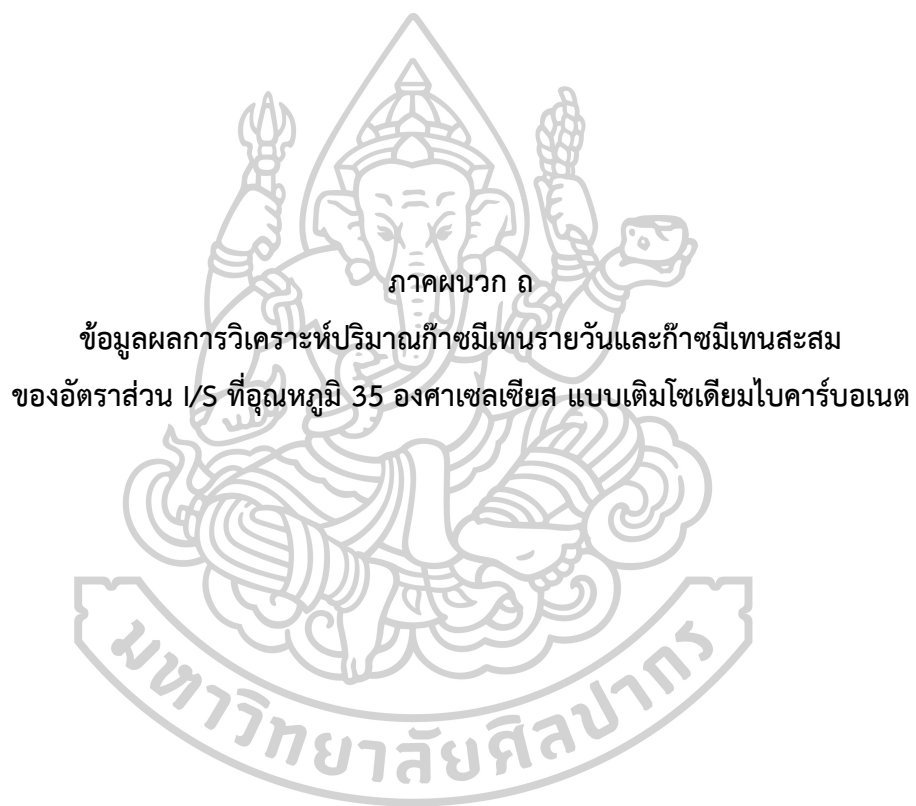 ภาคผนวก ถ
ข้อมูลผลการวิเคราะห์ปริมาณก๊าซมีเทนรายวันและก๊าซมีเทนสะสม
ของอัตราส่วน I/S ที่อุณหภูมิ 35 องศาเซลเซียส แบบเติมโซเดียมไบคาร์บอเนต
มหาวิทยาลัยศิลปากร